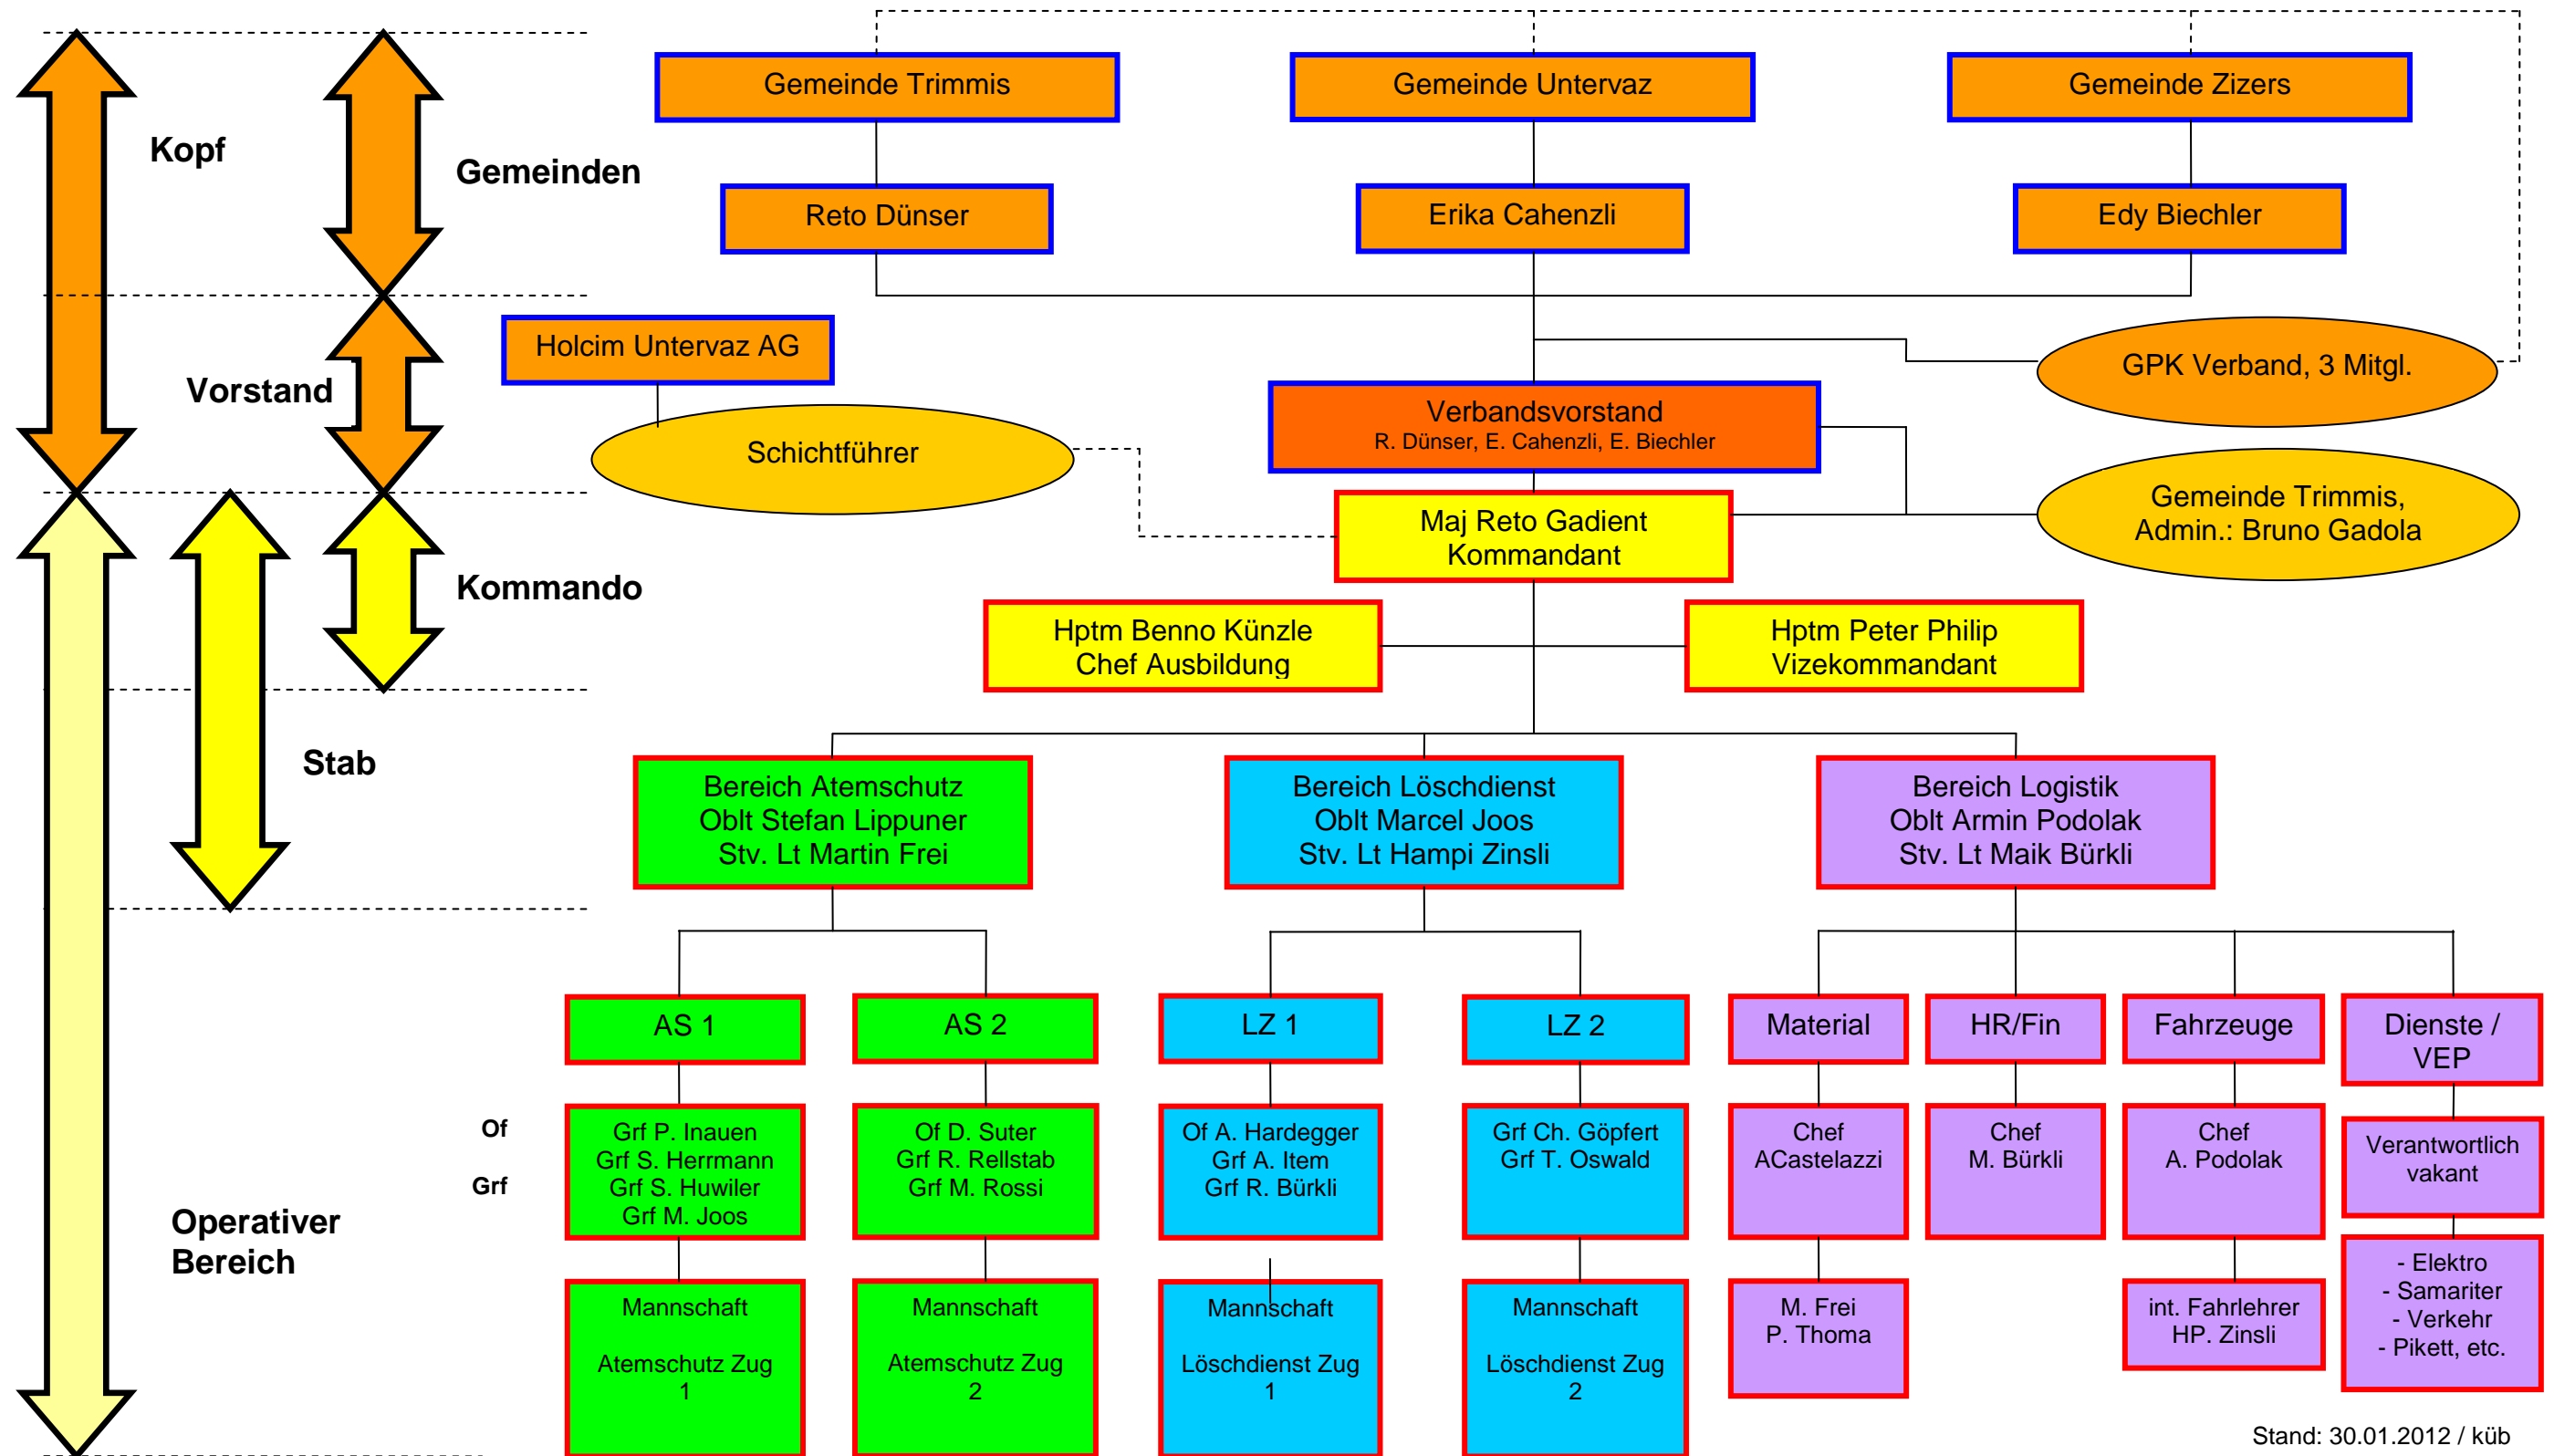 Gemeinde Trimmis
Gemeinde Untervaz
Gemeinde Zizers
Kopf
Gemeinden
Reto Dünser
Erika Cahenzli
Edy Biechler
Holcim Untervaz AG
GPK Verband, 3 Mitgl.
Vorstand
Verbandsvorstand
R. Dünser, E. Cahenzli, E. Biechler
Schichtführer
Maj Reto Gadient
Kommandant
Gemeinde Trimmis,
Admin.: Bruno Gadola
Kommando
Hptm Benno Künzle
Chef Ausbildung
Hptm Peter Philip
Vizekommandant
Stab
Bereich Atemschutz
Oblt Stefan Lippuner
Stv. Lt Martin Frei
Bereich Löschdienst
Oblt Marcel Joos
Stv. Lt Hampi Zinsli
Bereich Logistik
Oblt Armin Podolak
Stv. Lt Maik Bürkli
AS 1
AS 2
LZ 1
LZ 2
Material
HR/Fin
Fahrzeuge
Dienste /
VEP
Of
Grf
Grf P. Inauen
Grf S. Herrmann
Grf S. Huwiler
Grf M. Joos
Of D. Suter
Grf R. Rellstab
Grf M. Rossi
Of A. Hardegger
Grf A. Item
Grf R. Bürkli
Grf Ch. Göpfert
Grf T. Oswald
Chef
ACastelazzi
Chef
M. Bürkli
Chef
A. Podolak
Verantwortlich
vakant
Operativer
Bereich
Mannschaft
Atemschutz Zug
1
Mannschaft
Atemschutz Zug
2
Mannschaft
Löschdienst Zug
1
Mannschaft
Löschdienst Zug
2
M. Frei
P. Thoma
int. Fahrlehrer
HP. Zinsli
- Elektro
- Samariter
- Verkehr
- Pikett, etc.
Stand: 30.01.2012 / küb